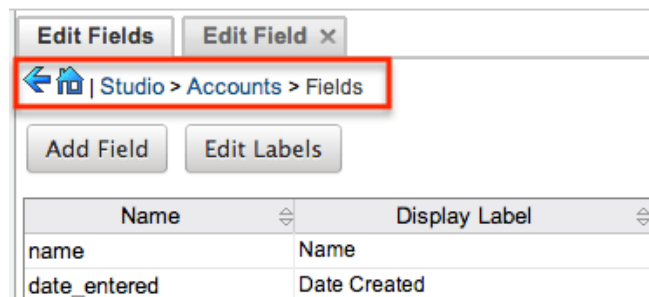 Edit Fields Edit Field ×
| Studio > Accounts > Fields
Add Field Edit Labels
Name Display Label
name Name
date_entered Date Created